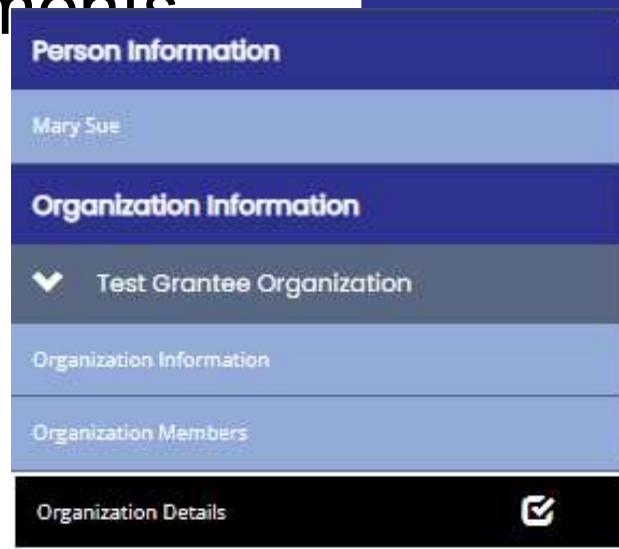 Person Information
Mary Sue
Organization Information
Test Grantee Organization
Organization Information
Organization Members
Organization Details